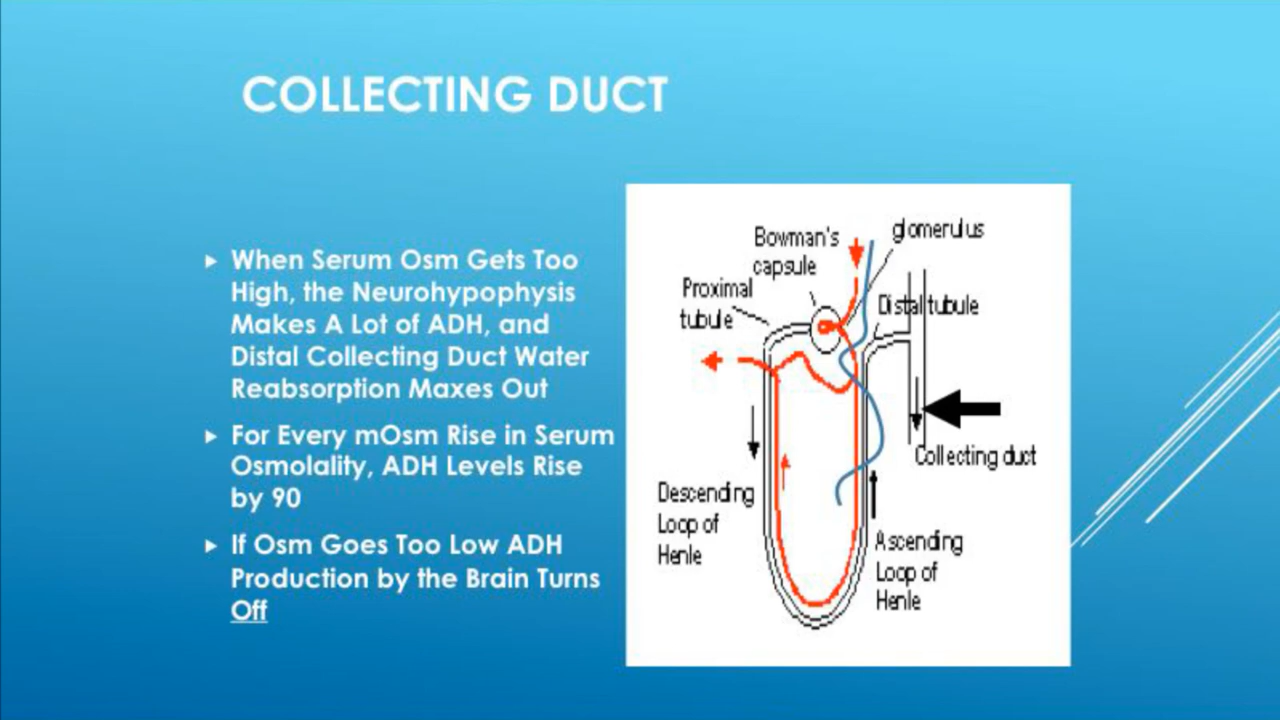 COLLECTING DUCT
When Serum Osm Gets Too
High, the Neurohypophysis
Makes A Lot of ADH, and
Distal Collecting Duct Water
Reabsorption Maxes Out
For Every mOsm Rise in Serum
Osmolality, ADH Levels Rise
by 90
If Osm Goes Too Low ADH
Production by the Brain Turns
Off
Bowman's
capsule
glomerulus
Proximal
tubule
Distal tubule
Collecting duct
Descending
Loop of
Henle
Ascending
Loop of
Henle